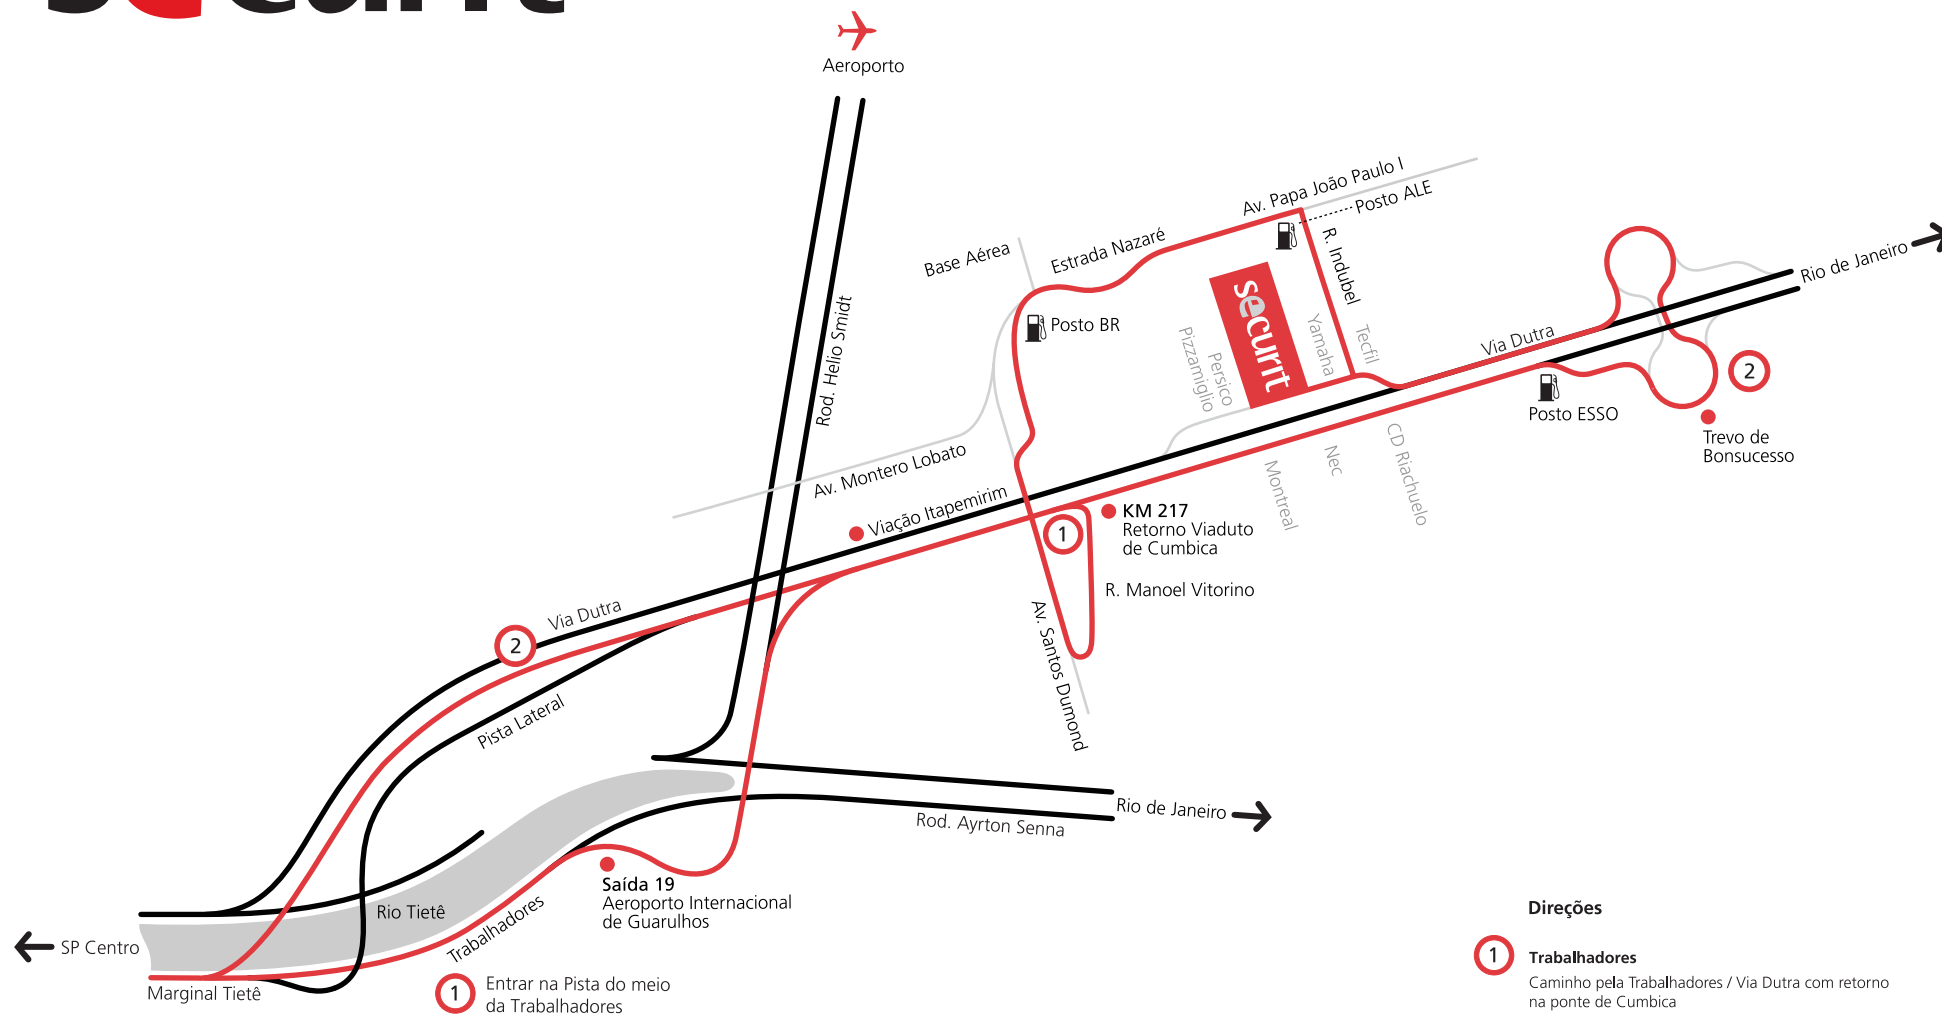 securit
Aeroporto
Av. Papa João Paulo I
Posto ALE
R. Indubel
Estrada Nazaré
Base Aérea
Posto BR
securit
Yamaha
Tecfil
Persico
Pizzamiglio
Rio de Janeiro
Via Dutra
2
Posto ESSO
Trevo de
Bonsucesso
Rod. Helio Smidt
Av. Montero Lobato
Viação Itapemirim
CD Riachuelo
Nec
Montreal
1
KM 217
Retorno Viaduto
de Cumbica
R. Manoel Vitorino
Av. Santos Dumond
Via Dutra
2
Pista Lateral
Rio de Janeiro
Rod. Ayrton Senna
Saída 19
Aeroporto Internacional
de Guarulhos
Rio Tietê
Trabalhadores
SP Centro
Marginal Tietê
1
Entrar na Pista do meio
da Trabalhadores
Direções
1
Trabalhadores
Caminho pela Trabalhadores / Via Dutra com retorno
na ponte de Cumbica